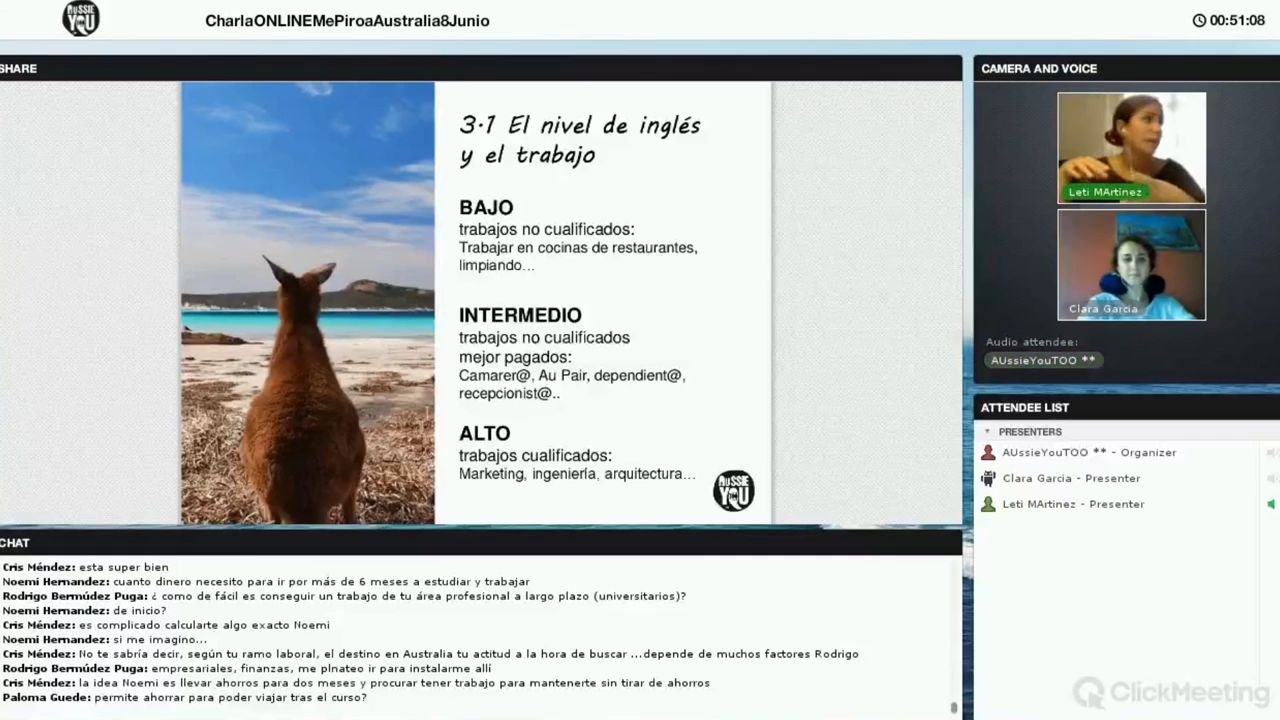 AUSSIE
YOU
TOO
CharlaONLINEMePiroaAustralia8Junio
00:51:08
SHARE
3·1 El nivel de inglés
y el trabajo
BAJO
trabajos no cualificados:
Trabajar en cocinas de restaurantes,
limpiando...
INTERMEDIO
trabajos no cualificados
mejor pagados:
Camarer@, Au Pair, dependient@,
recepcionist@..
ALTO
trabajos cualificados:
Marketing, ingeniería, arquitectura...
AUSSIE
YOU
TOO
CAMERA AND VOICE
Leti MArtinez
Clara Garcia
Audio attendee:
AUssieYouTOO **
ATTENDEE LIST
PRESENTERS
AUssieYouTOO ** - Organizer
Clara Garcia - Presenter
Leti MArtinez - Presenter
CHAT
Cris Méndez: esta super bien
Noemi Hernandez: cuanto dinero necesito para ir por más de 6 meses a estudiar y trabajar
Rodrigo Bermúdez Puga: ¿ como de fácil es conseguir un trabajo de tu área profesional a largo plazo (universitarios)?
Noemi Hernandez: de inicio?
Cris Méndez: es complicado calcularte algo exacto Noemi
Noemi Hernandez: si me imagino...
Cris Méndez: No te sabría decir, según tu ramo laboral, el destino en Australia tu actitud a la hora de buscar ...depende de muchos factores Rodrigo
Rodrigo Bermúdez Puga: empresariales, finanzas, me plnateo ir para instalarme allí
Cris Méndez: la idea Noemi es llevar ahorros para dos meses y procurar tener trabajo para mantenerte sin tirar de ahorros
Paloma Guede: permite ahorrar para poder viajar tras el curso?
ClickMeeting